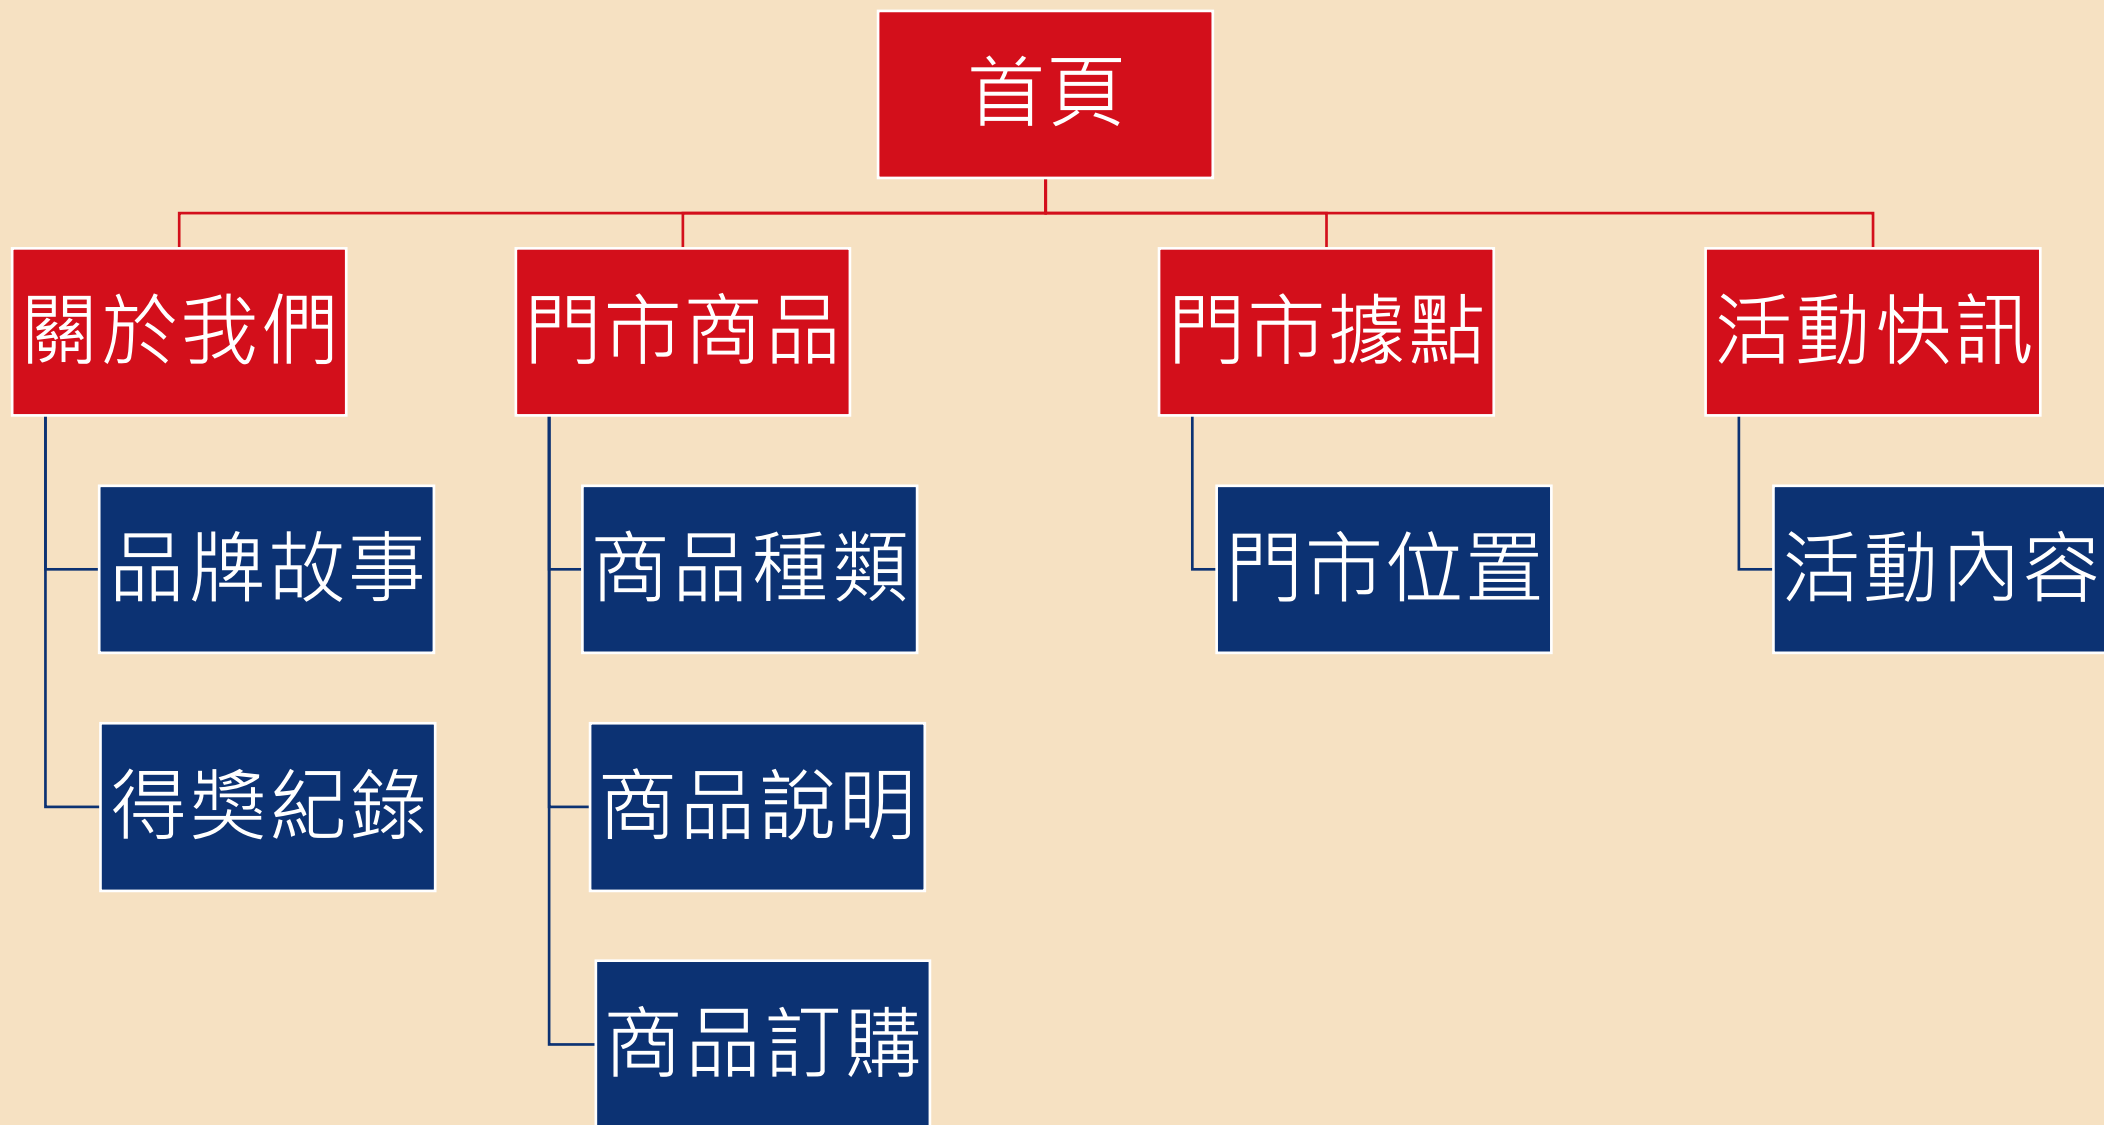 首頁
關於我們
門市商品
門市據點
活動快訊
品牌故事
商品種類
門市位置
活動內容
得獎紀錄
商品說明
商品訂購